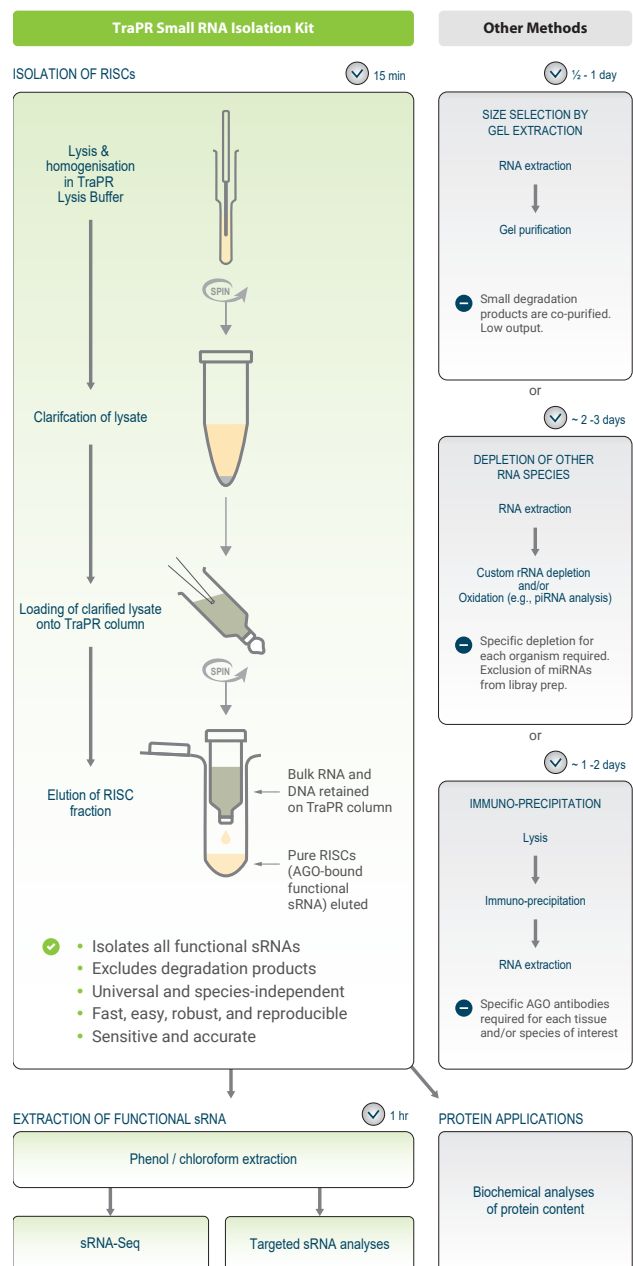 TraPR Small RNA Isolation Kit
ISOLATION OF RISCs
15 min
Lysis &
homogenisation
in TraPR
Lysis Buffer
SPIN
Clarifcation of lysate
Loading of clarified lysate
onto TraPR column
SPIN
Elution of RISC
fraction
Bulk RNA and
DNA retained
on TraPR column
Pure RISCs
(AGO-bound
functional
sRNA) eluted
• Isolates all functional sRNAs
• Excludes degradation products
• Universal and species-independent
• Fast, easy, robust, and reproducible
• Sensitive and accurate
Other Methods
½ - 1 day
SIZE SELECTION BY
GEL EXTRACTION
RNA extraction
Gel purification
Small degradation
products are co-purified.
Low output.
or
~ 2 -3 days
DEPLETION OF OTHER
RNA SPECIES
RNA extraction
Custom rRNA depletion
and/or
Oxidation (e.g., piRNA analysis)
Specific depletion for
each organism required.
Exclusion of miRNAs
from libray prep.
or
~ 1 -2 days
IMMUNO-PRECIPITATION
Lysis
Immuno-precipitation
RNA extraction
Specific AGO antibodies
required for each tissue
and/or species of interest
EXTRACTION OF FUNCTIONAL sRNA
1 hr
Phenol / chloroform extraction
sRNA-Seq
Targeted sRNA analyses
PROTEIN APPLICATIONS
Biochemical analyses
of protein content